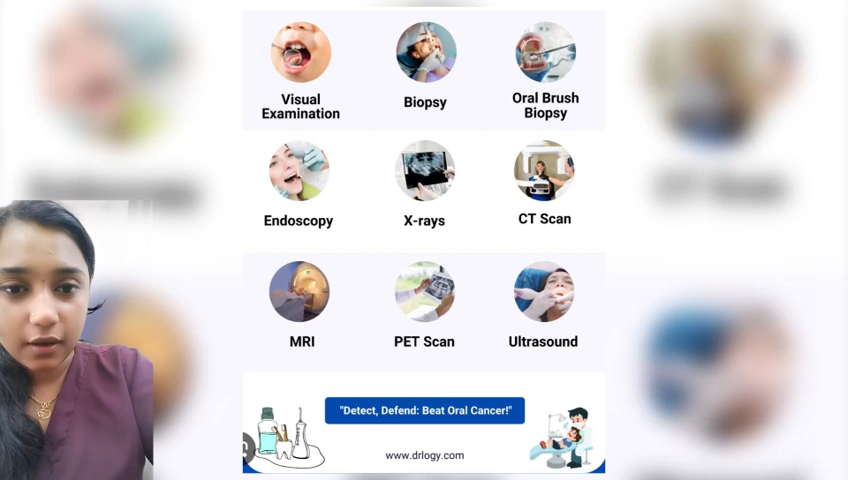 Visual
Examination
Biopsy
Oral Brush
Biopsy
Endoscopy
X-rays
CT Scan
MRI
PET Scan
Ultrasound
"Detect, Defend: Beat Oral Cancer!"
www.drlogy.com